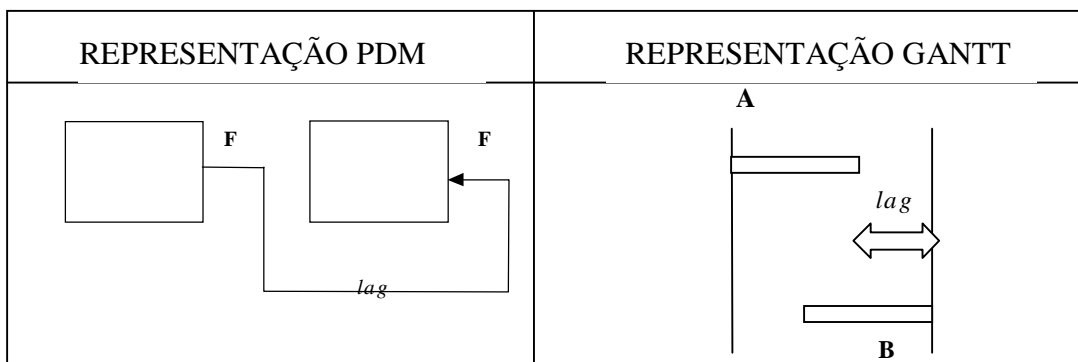 REPRESENTAÇÃO PDM
REPRESENTAÇÃO GANTT
F
F
lag
A
lag
B